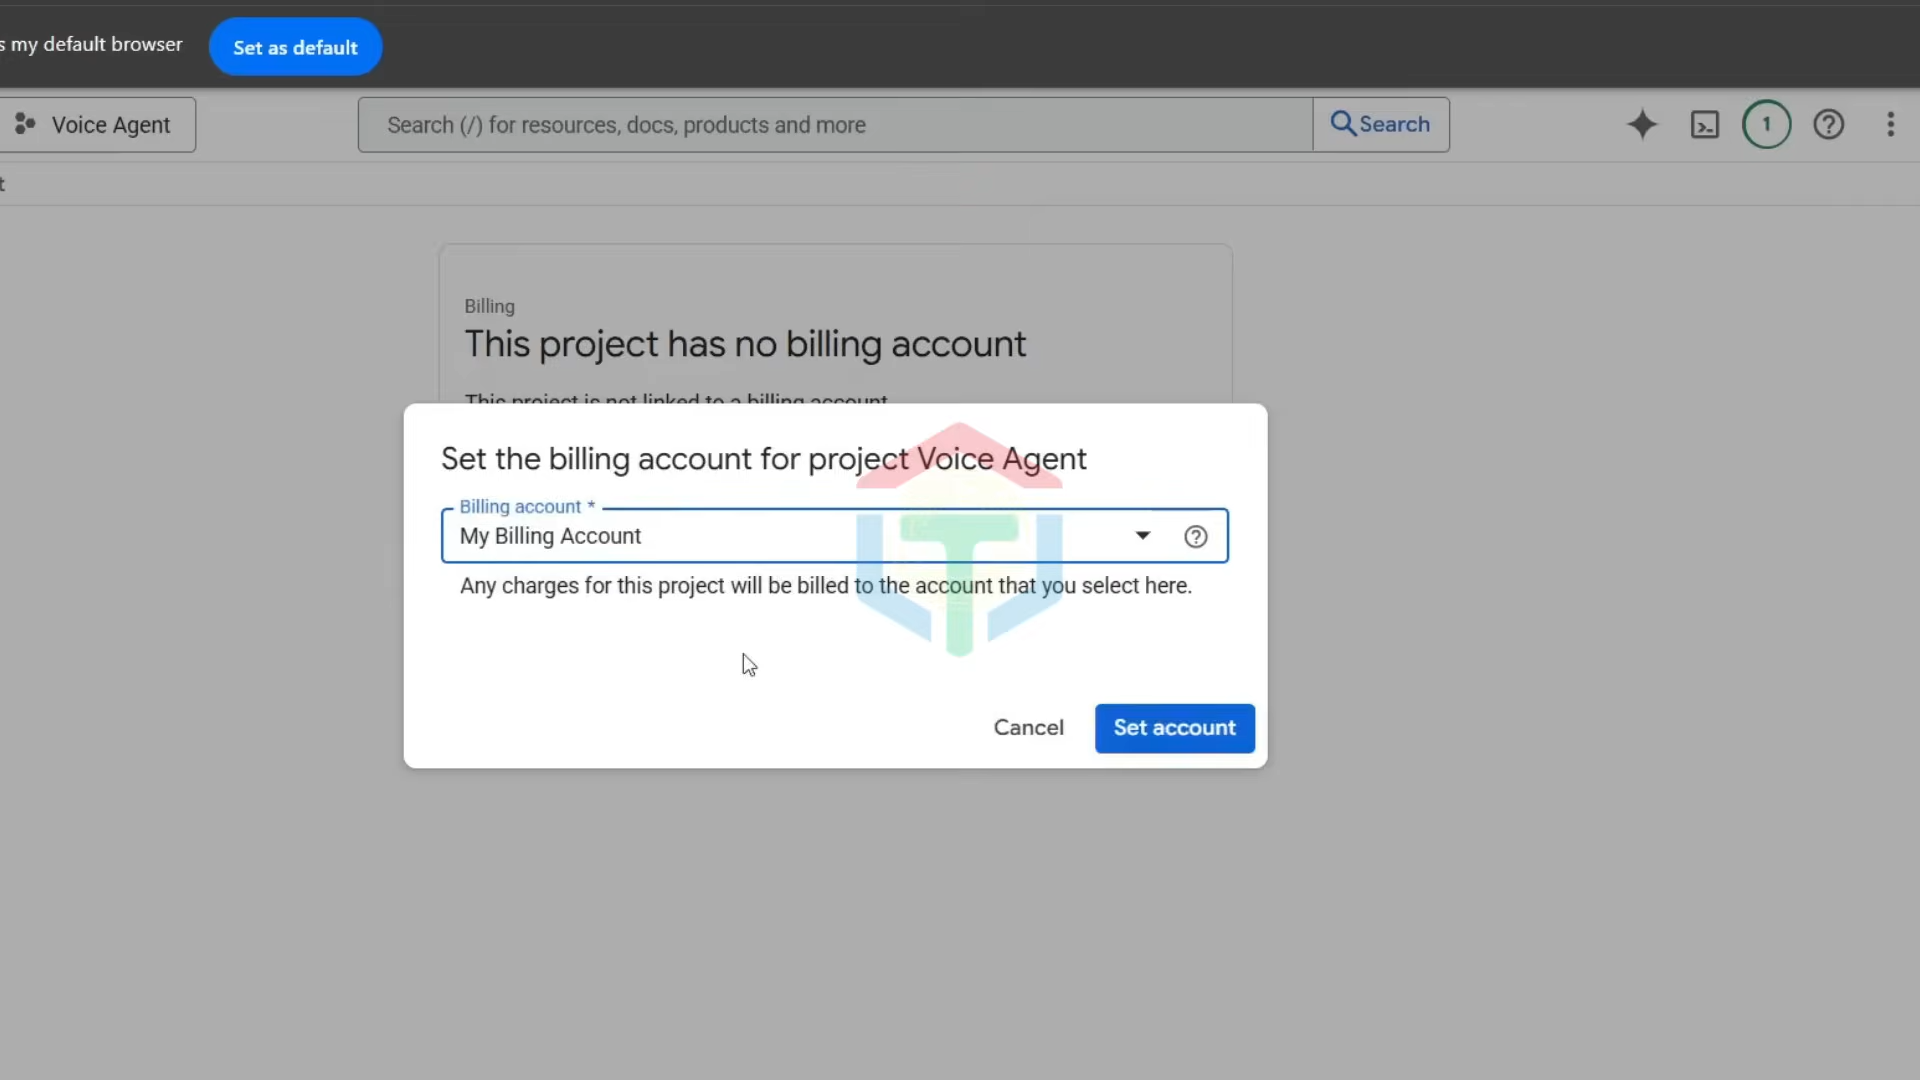 s my default browser
Set as default
Voice Agent
Search (/) for resources, docs, products and more
Search
1
t
Billing
This project has no billing account
This project is not linked to a billing account
Set the billing account for project Voice Agent
Billing account *
My Billing Account
Any charges for this project will be billed to the account that you select here.
Cancel
Set account